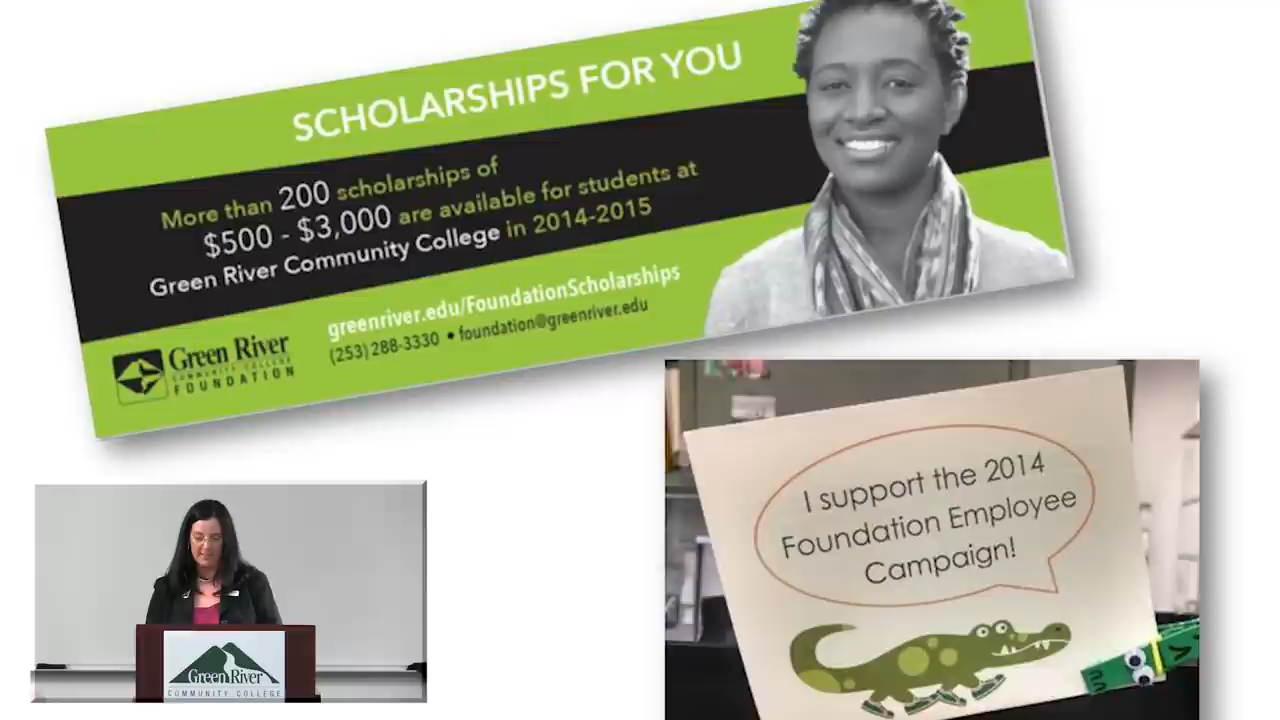 SCHOLARSHIPS FOR YOU
More than 200 scholarships of
$500 - $3,000 are available for students at
Green River Community College in 2014-2015
greenriver.edu/FoundationScholarships
(253) 288-3330 • foundation@greenriver.edu
Green River
COMMUNITY COLLEGE
FOUNDATION
I support the 2014
Foundation Employee
Campaign!
Green River
COMMUNITY COLLEGE